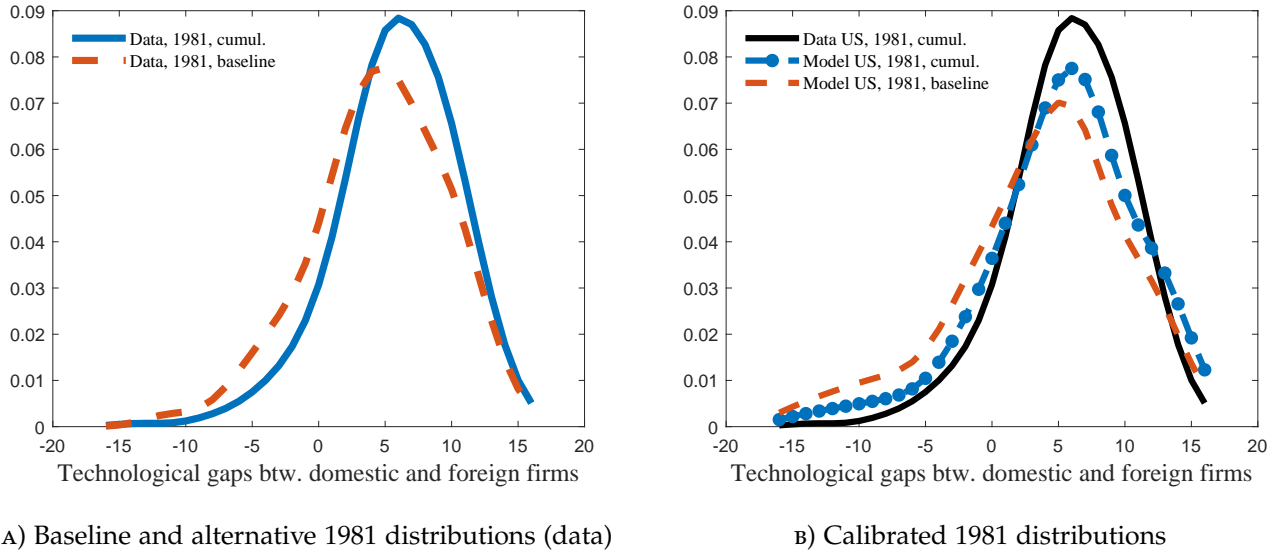 0.09
0.08
0.07
0.06
0.05
0.04
0.03
0.02
0.01
0
-20 -15 -10 -5 0 5 10 15 20
Data, 1981, cumul.
Data, 1981, baseline
Technological gaps btw. domestic and foreign firms
A) Baseline and alternative 1981 distributions (data)
0.09
0.08
0.07
0.06
0.05
0.04
0.03
0.02
0.01
0
-20 -15 -10 -5 0 5 10 15 20
Data US, 1981, cumul.
Model US, 1981, cumul.
Model US, 1981, baseline
Technological gaps btw. domestic and foreign firms
B) Calibrated 1981 distributions